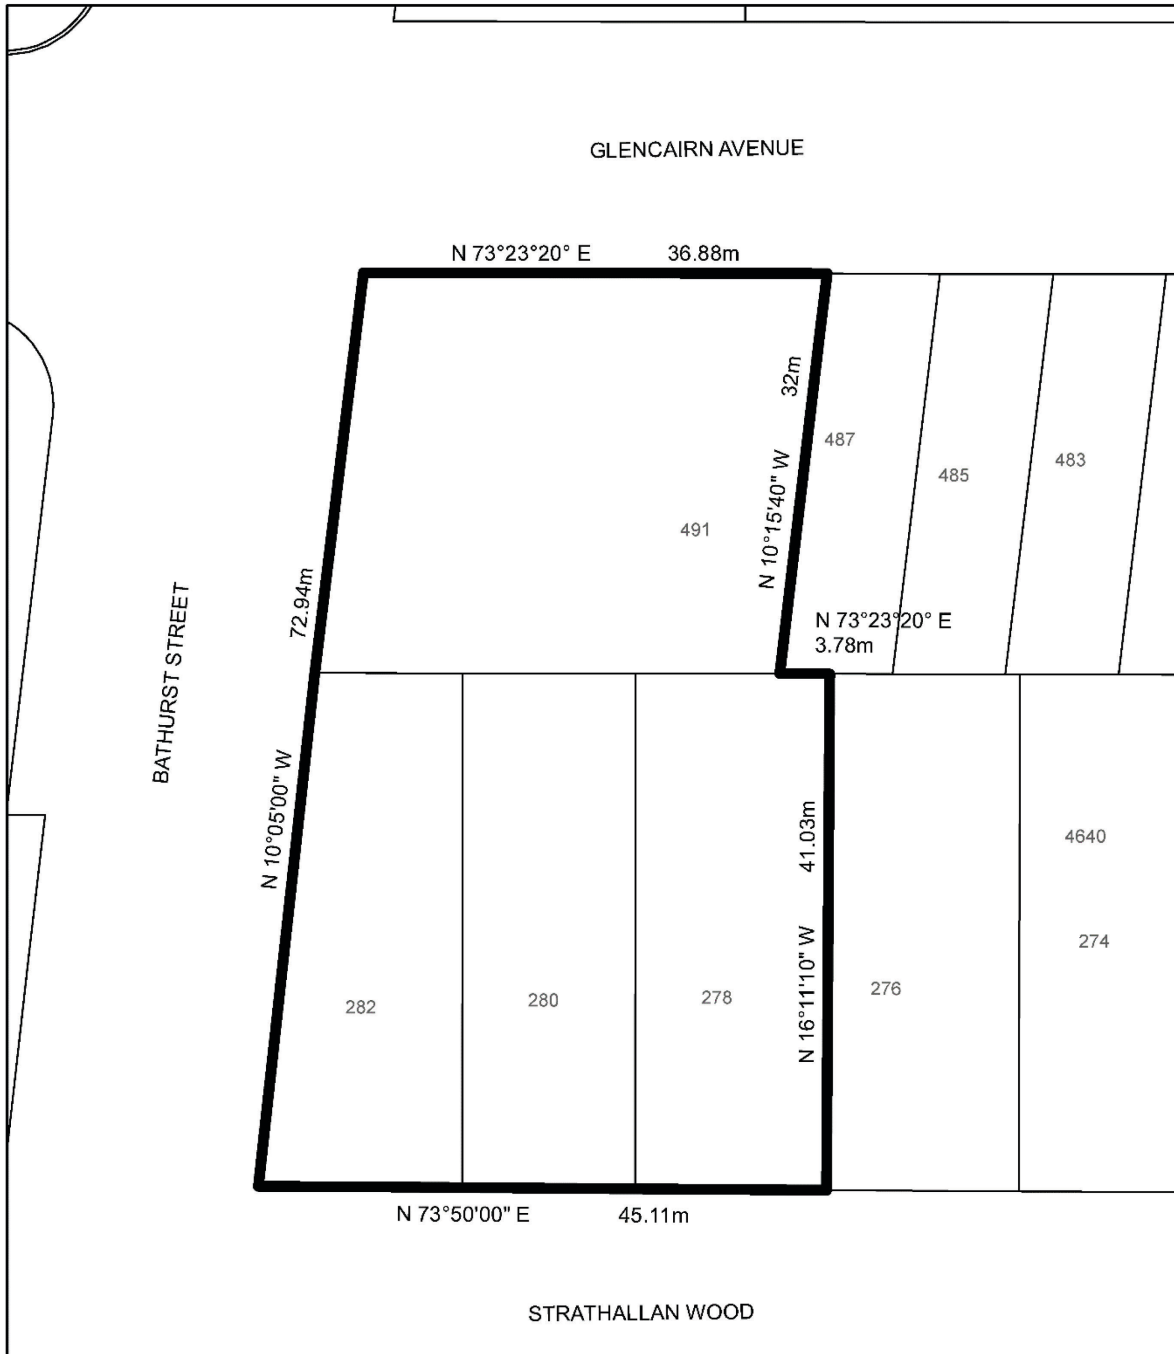 GLENCAIRN AVENUE
N 73°23°20° E 36.88m
32m
N 10°15'40" W
487
485
483
491
72.94m
N 10°05'00" W
BATHURST STREET
N 73°23°20° E
3.78m
41.03m
N 16°11'10" W
4640
274
276
278
280
282
N 73°50'00" E 45.11m
STRATHALLAN WOOD